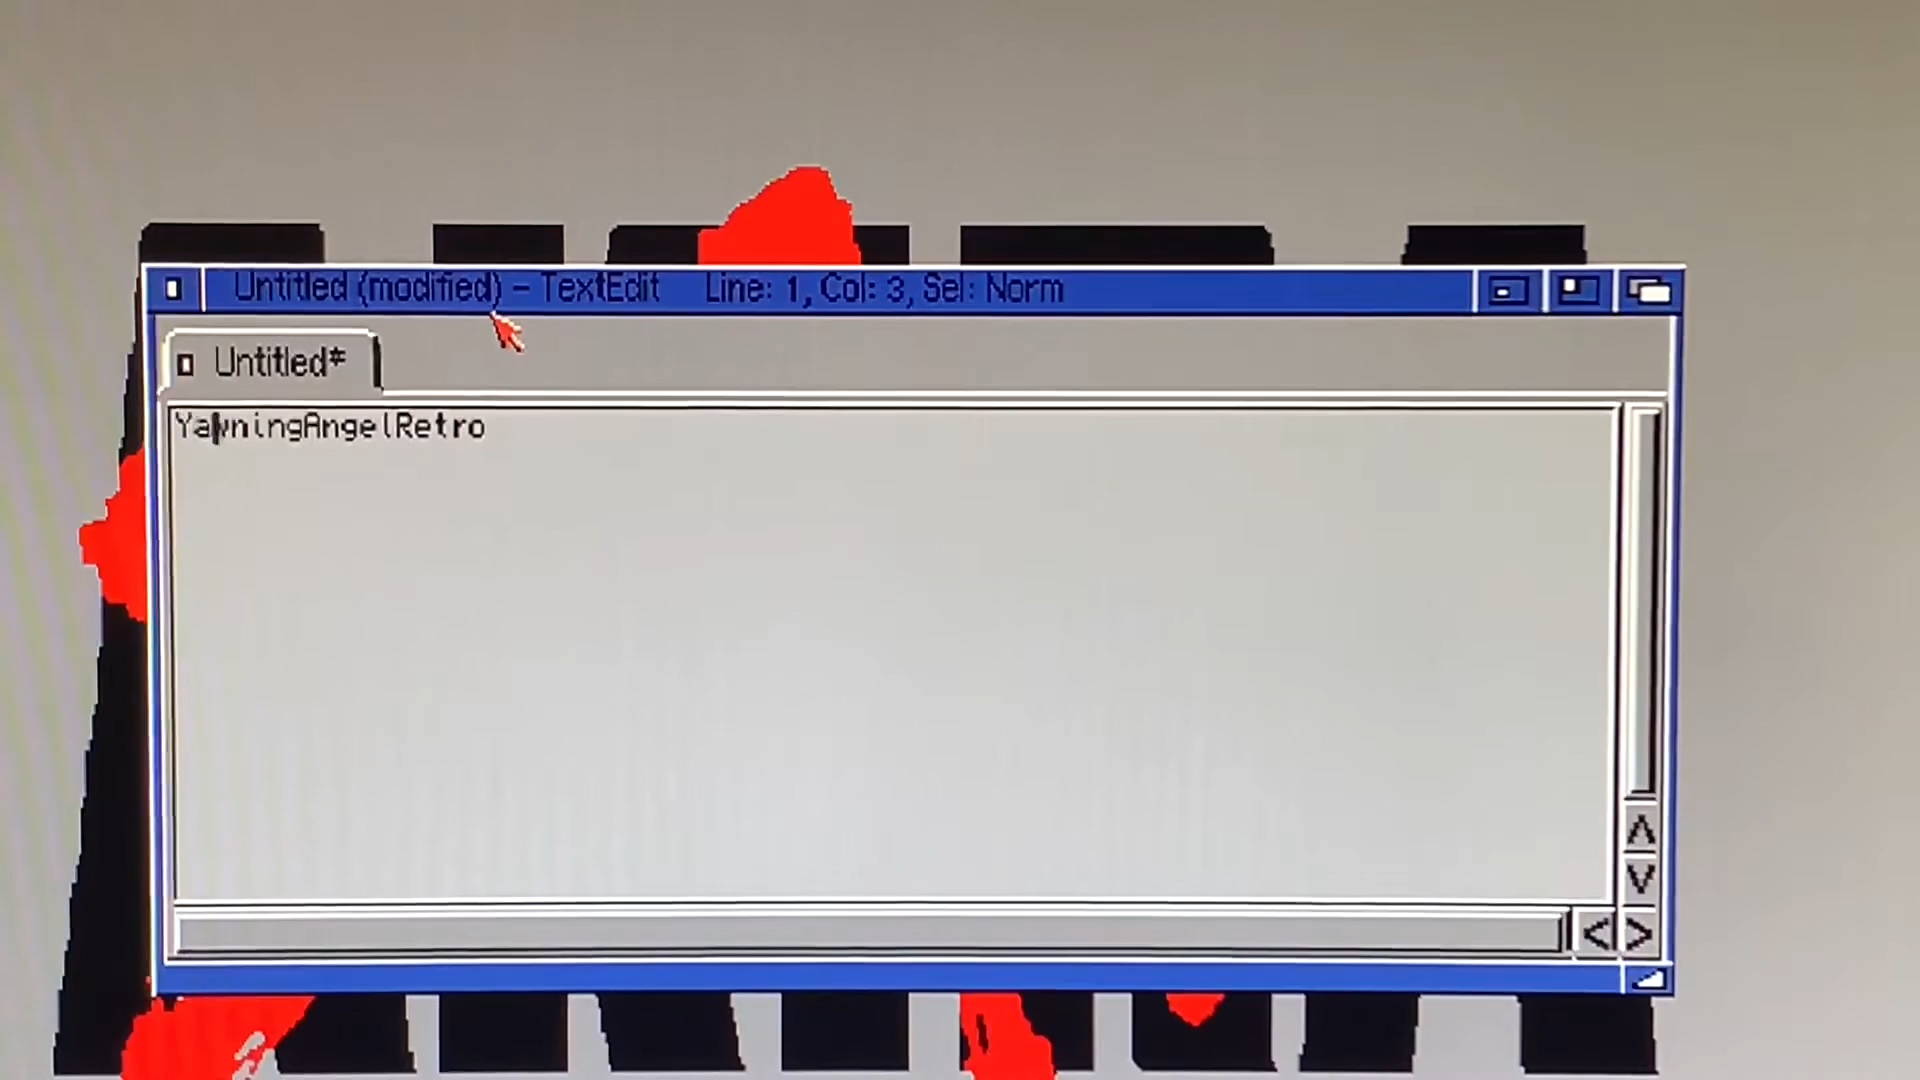 Untitled (modified) - TextEdit Line: 1, Col: 3, Sel: Norm
Untitled*
YawningAngelRetro